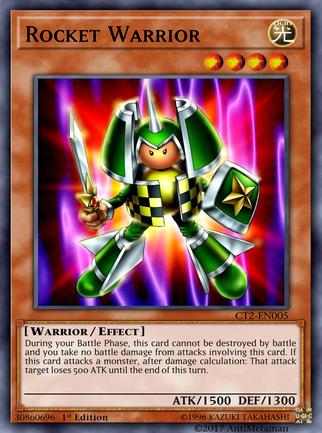 Rocket Warrior
LIGHT
光
CT2-EN005
[Warrior / Effect]
During your Battle Phase, this card cannot be destroyed by battle
and you take no battle damage from attacks involving this card. If
this card attacks a monster, after damage calculation: That attack
target loses 500 ATK until the end of this turn.
ATK/1500 DEF/1300
30860696 1st Edition ©1996 KAZUKI TAKAHASHI
©2017 AntiMetaman